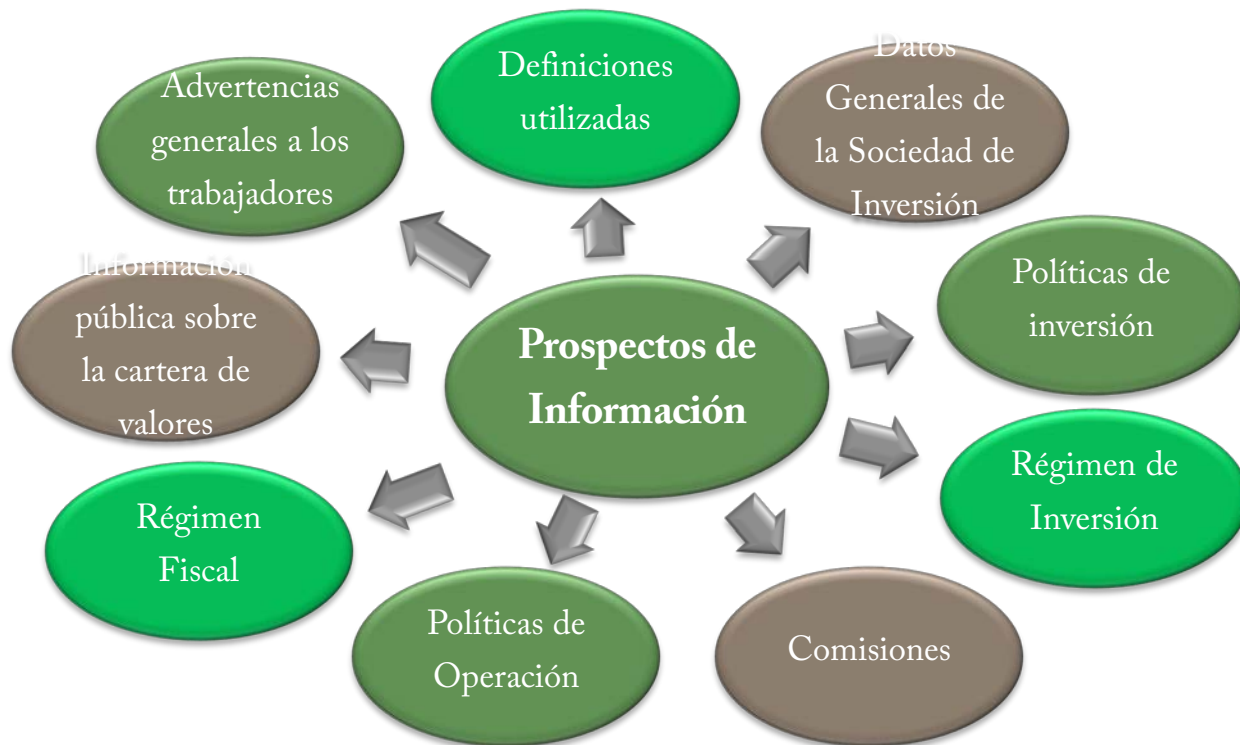 Definiciones
utilizadas
Datos
Generales de
la Sociedad de
Inversión
Políticas de
inversión
Régimen de
Inversión
Comisiones
Políticas de
Operación
Régimen
Fiscal
Información
pública sobre
la cartera de
valores
Advertencias
generales a los
trabajadores
Prospectos de
Información